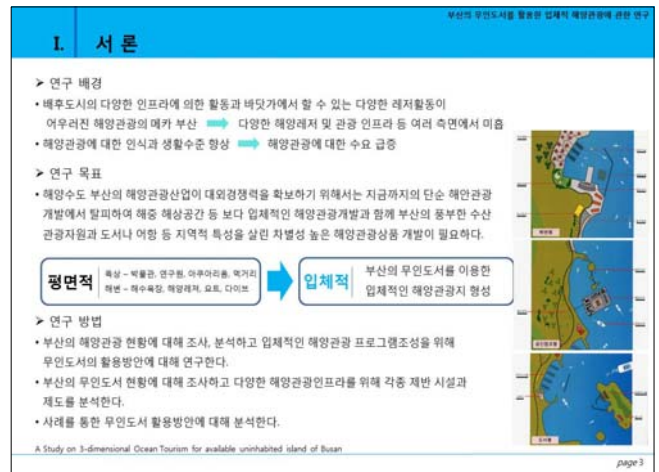 부산의 무인도서를 활용한 입체적 해양관광에 관한 연구
I. 서 론
➢ 연구 배경
• 배후도시의 다양한 인프라에 의한 활동과 바닷가에서 할 수 있는 다양한 레저활동이
어우러진 해양관광의 메카 부산 ➡ 다양한 해양레저 및 관광 인프라 등 여러 측면에서 미흡
• 해양관광에 대한 인식과 생활수준 향상 ➡ 해양관광에 대한 수요 급증
➢ 연구 목표
• 해양수도 부산의 해양관광산업이 대외경쟁력을 확보하기 위해서는 지금까지의 단순 해안관광
개발에서 탈피하여 해중 해상공간 등 보다 입체적인 해양관광개발과 함께 부산의 풍부한 수산
관광자원과 도서나 어항 등 지역적 특성을 살린 차별성 높은 해양관광상품 개발이 필요하다.
평면적
육상 – 박물관, 연구원, 아쿠아리움, 먹거리
해변 – 해수욕장, 해양레저, 요트, 다이브
입체적
부산의 무인도서를 이용한
입체적인 해양관광지 형성
➢ 연구 방법
• 부산의 해양관광 현황에 대해 조사, 분석하고 입체적인 해양관광 프로그램조성을 위해
무인도서의 활용방안에 대해 연구한다.
• 부산의 무인도서 현황에 대해 조사하고 다양한 해양관광인프라를 위해 각종 제반 시설과
제도를 분석한다.
• 사례를 통한 무인도서 활용방안에 대해 분석한다.
A Study on 3-dimensional Ocean Tourism for available uninhabited island of Busan
page 3